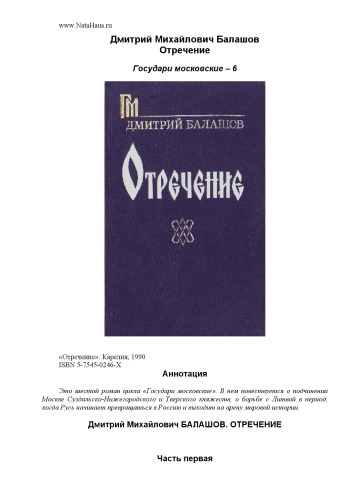 www.NataHaus.ru
Дмитрий Михайлович Балашов
Отречение
Государи московские – 6
ГМ
ДМИТРИЙ БАЛАШОВ
ОТРЕЧЕНИЕ
«Отречение»: Карелия; 1990
ISBN 5-7545-0246-X
Аннотация
Это шестой роман цикла «Государи московские». В нем повествуется о подчинении
Москве Суздальско-Нижегородского и Тверского княжеств, о борьбе с Литвой в период,
когда Русь начинает превращаться в Россию и выходит на арену мировой истории.
Дмитрий Михайлович БАЛАШОВ. ОТРЕЧЕНИЕ
Часть первая